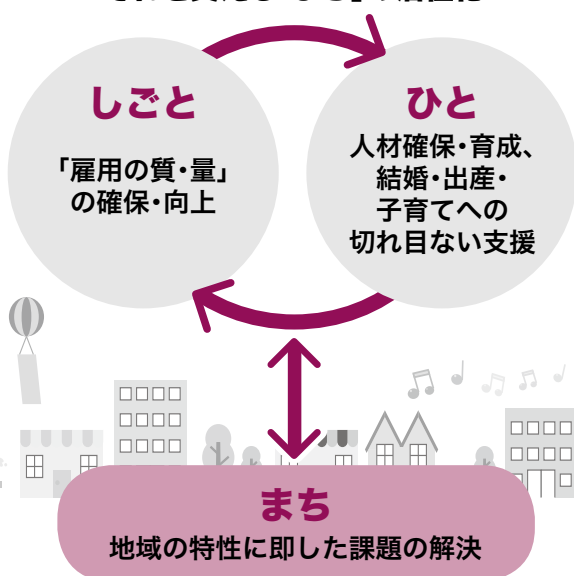 しごと
「雇用の質・量」
の確保・向上
ひと
人材確保・育成、
結婚・出産・
子育てへの
切れ目ない支援
まち
地域の特性に即した課題の解決